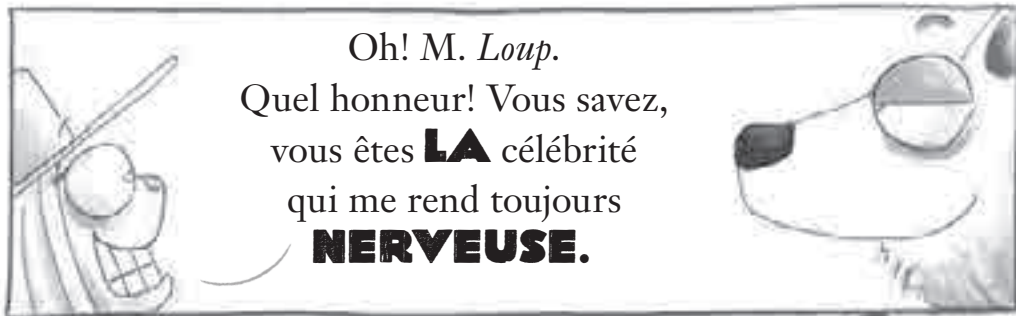 Oh! M. Loup.
Quel honneur! Vous savez,
vous êtes LA célébrité
qui me rend toujours
NERVEUSE.